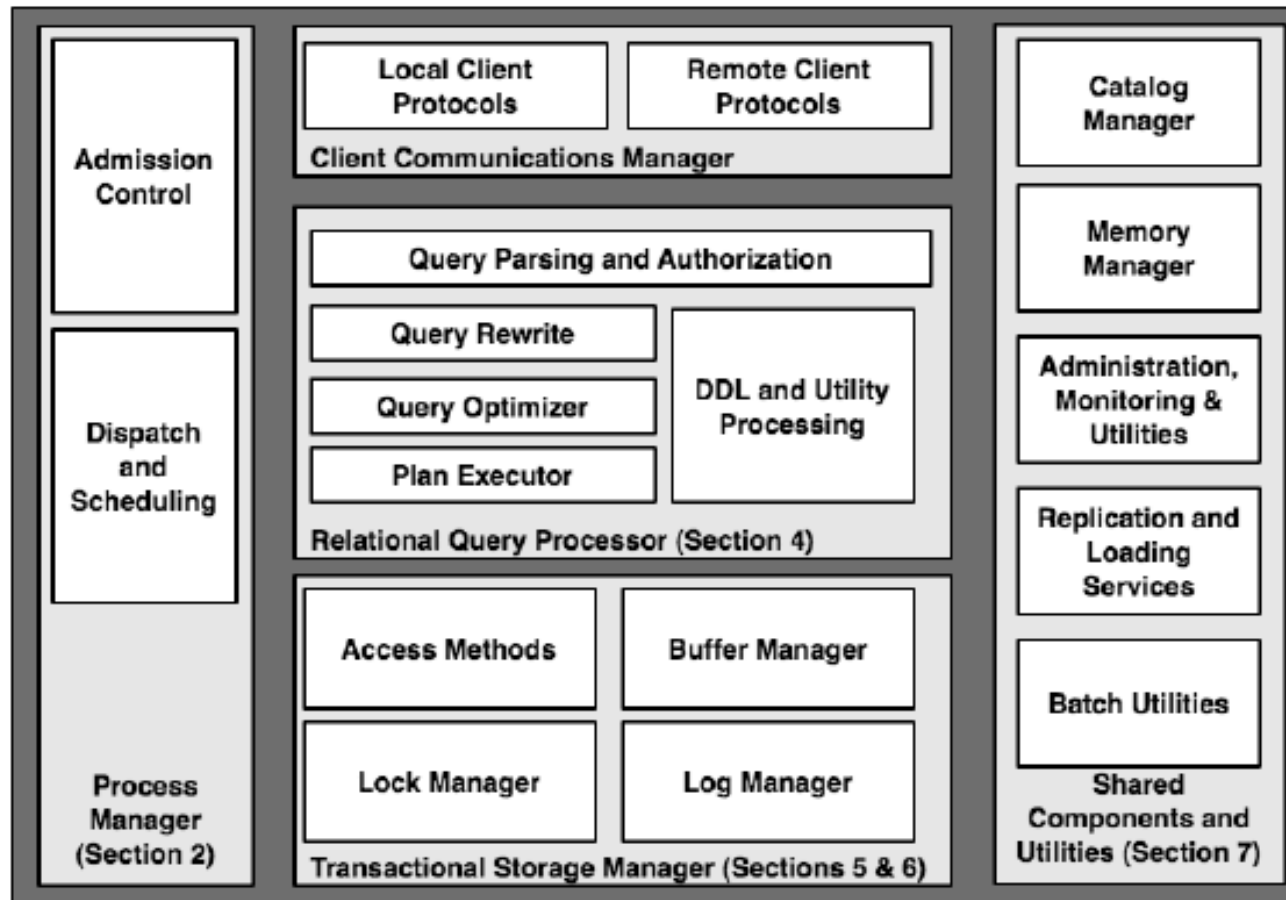 Admission
Control
Dispatch
and
Scheduling
Process
Manager
(Section 2)
Local Client
Protocols
Remote Client
Protocols
Client Communications Manager
Query Parsing and Authorization
Query Rewrite
Query Optimizer
Plan Executor
DDL and Utility
Processing
Relational Query Processor (Section 4)
Access Methods
Buffer Manager
Lock Manager
Log Manager
Transactional Storage Manager (Sections 5 & 6)
Catalog
Manager
Memory
Manager
Administration,
Monitoring &
Utilities
Replication and
Loading
Services
Batch Utilities
Shared
Components and
Utilities (Section 7)